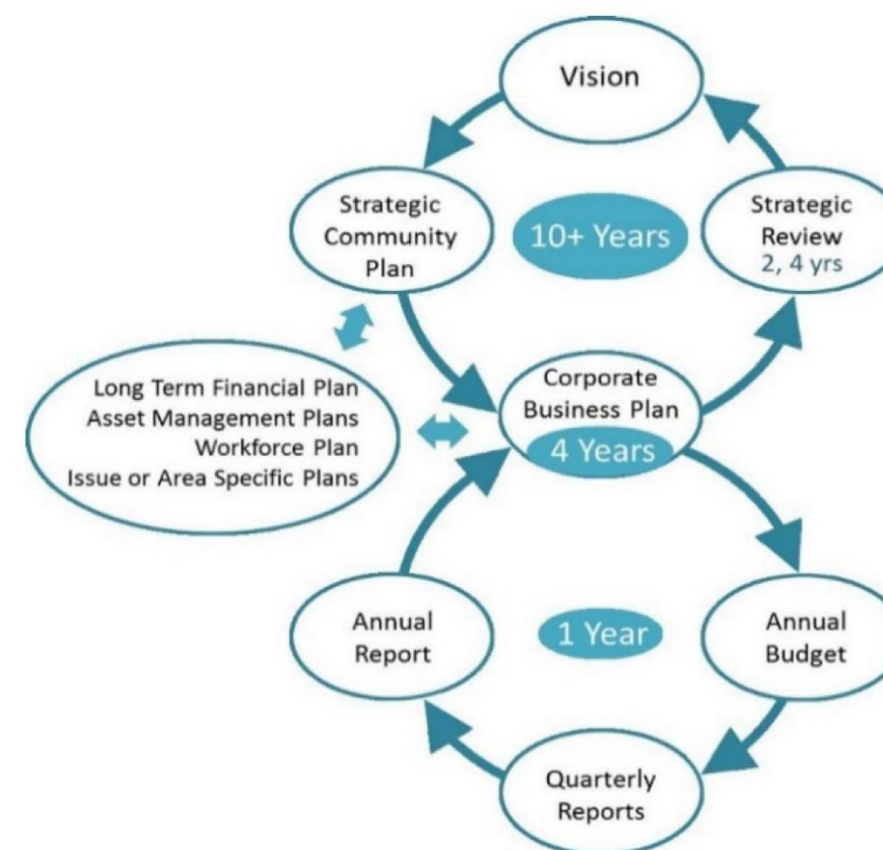 Vision
Strategic
Community
Plan
10+ Years
Strategic
Review
2, 4 yrs
Long Term Financial Plan
Asset Management Plans
Workforce Plan
Issue or Area Specific Plans
Corporate
Business Plan
4 Years
Annual
Report
1 Year
Annual
Budget
Quarterly
Reports